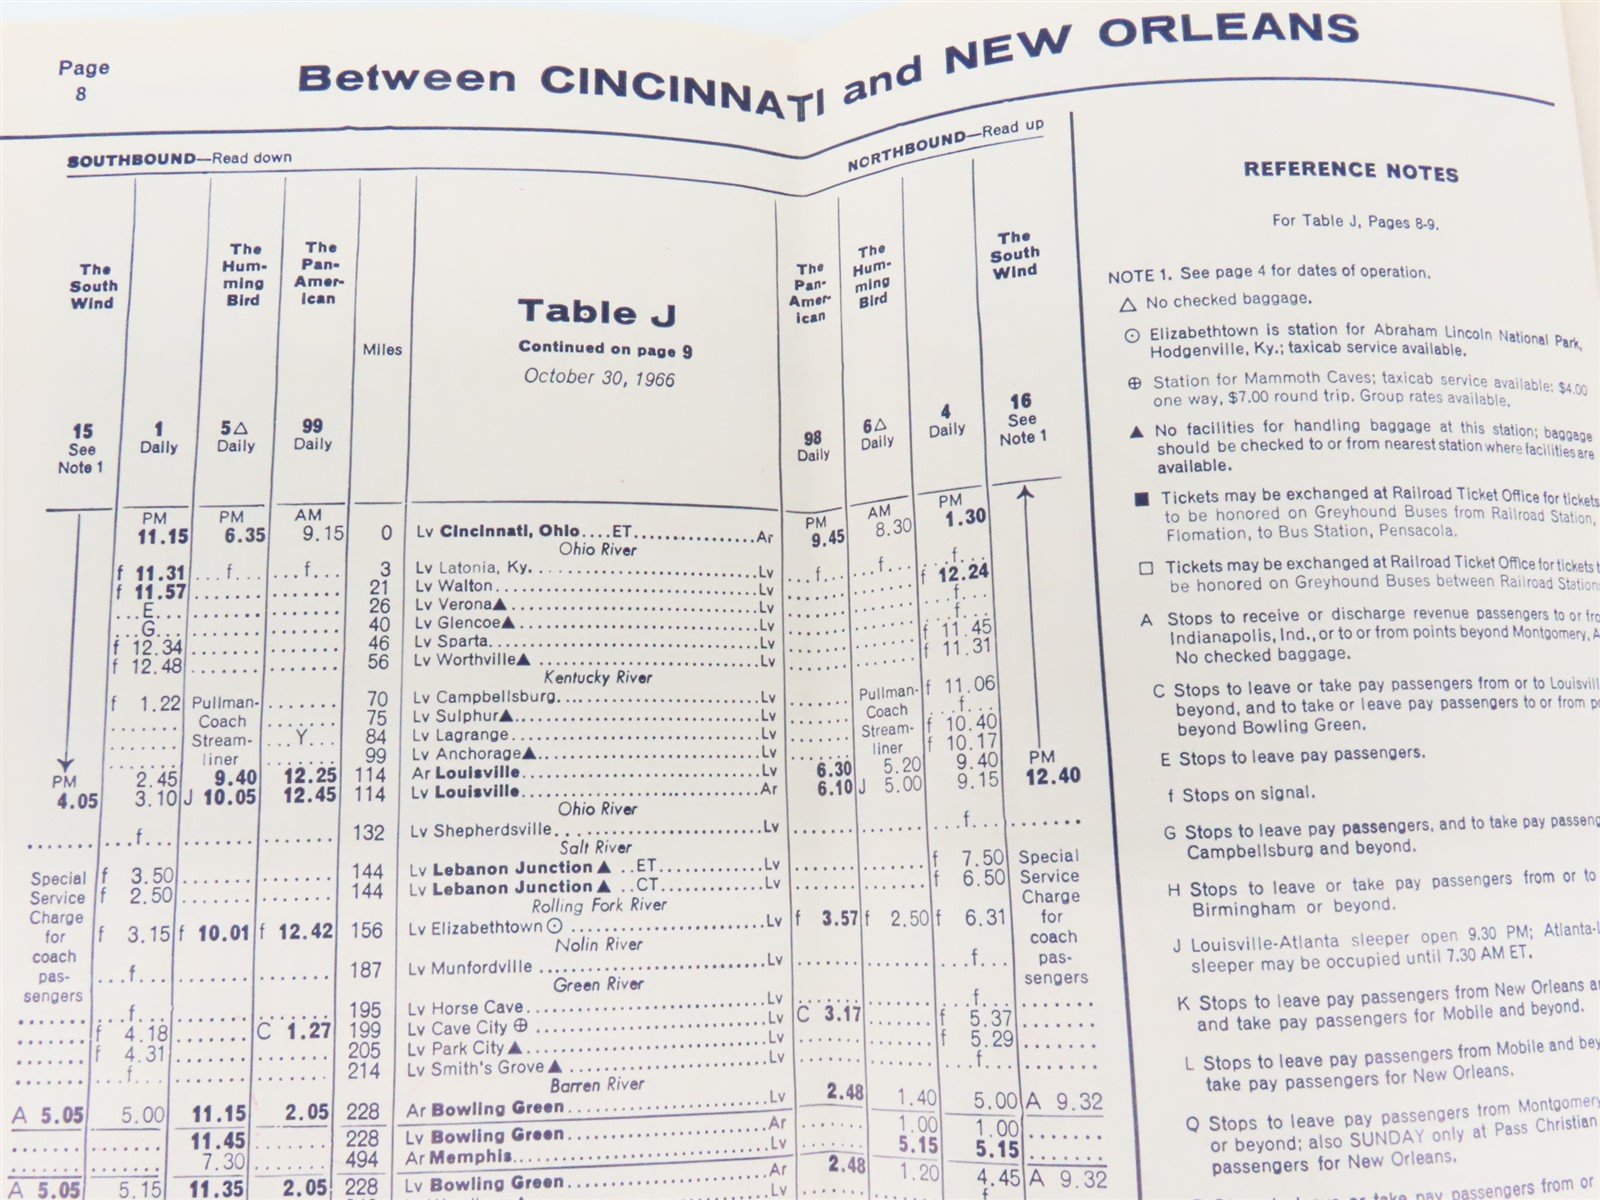 Page
8
Between CINCINNATI and NEW ORLEANS
SOUTHBOUND—Read down
NORTHBOUND—Read up
The South Wind
The Hum-ming Bird
The Pan-Amer-ican
Miles
Table J
Continued on page 9
October 30, 1966
The Pan-Amer-ican
The Hum-ming Bird
The South Wind
15 See Note 1
1 Daily
5△ Daily
99 Daily
98 Daily
6△ Daily
4 Daily
16 See Note 1
PM PM AM PM AM PM
11.15 6.35 9.15 0 Lv Cincinnati, Ohio....ET..........Ar 9.45 8.30 1.30
Ohio River
f 11.31 ...f... ...f... 3 Lv Latonia, Ky..........Lv ...f... ...f... ...f...
f 11.57 ....... ....... 21 Lv Walton..........Lv ....... ....... f 12.24
...E... ....... ....... 26 Lv Verona▲..........Lv ....... ....... ...f...
...G... ....... ....... 40 Lv Glencoe▲..........Lv ....... ....... ...f...
f 12.34 ....... ....... 46 Lv Sparta..........Lv ....... ....... f 11.45
f 12.48 ....... ....... 56 Lv Worthville▲..........Lv ....... ....... f 11.31
Kentucky River
f 1.22 Pullman- ....... 70 Lv Campbellsburg..........Lv ....... Pullman- f 11.06
Coach ....... 75 Lv Sulphur▲..........Lv ....... Coach ...f...
....... Stream- ...Y... 84 Lv Lagrange..........Lv ....... Stream- f 10.40
....... liner ....... 99 Lv Anchorage▲..........Lv ....... liner f 10.17
PM 2.45 9.40 12.25 114 Ar Louisville..........Lv 6.30 5.20 9.40 PM
4.05 3.10 J 10.05 12.45 114 Lv Louisville..........Ar 6.10 J 5.00 9.15 12.40
Ohio River
....... ...f... ....... ....... 132 Lv Shepherdsville..........Lv ....... ....... ...f... .......
Salt River
Special f 3.50 ....... ....... 144 Lv Lebanon Junction▲..ET..........Lv ....... ....... f 7.50 Special
Service f 2.50 ....... ....... 144 Lv Lebanon Junction▲..CT..........Lv ....... ....... f 6.50 Service
Charge Rolling Fork River Charge
for f 3.15 f 10.01 f 12.42 156 Lv Elizabethtown⊙..........Lv f 3.57 f 2.50 f 6.31 for
coach Nolin River coach
pas- ...f... ....... ....... 187 Lv Munfordville..........Lv ....... ....... ...f... pas-
sengers Green River sengers
....... ...f... ....... ....... 195 Lv Horse Cave..........Lv ....... ....... ...f... .......
....... f 4.18 ....... C 1.27 199 Lv Cave City⊕..........Lv C 3.17 ....... f 5.37 .......
....... f 4.31 ....... ....... 205 Lv Park City▲..........Lv ....... ....... f 5.29 .......
....... ...f... ....... ....... 214 Lv Smith's Grove▲..........Lv ....... ....... ...f... .......
Barren River
A 5.05 5.00 11.15 2.05 228 Ar Bowling Green..........Lv 2.48 1.40 5.00 A 9.32
....... 11.45 ....... 228 Lv Bowling Green..........Ar ....... 1.00 1.00 .......
....... 7.30 ....... 494 Ar Memphis..........Lv ....... 5.15 5.15 .......
A 5.05 5.15 11.35 2.05 228 Lv Bowling Green..........Ar 2.48 1.20 4.45 A 9.32
REFERENCE NOTES
For Table J, Pages 8-9.
NOTE 1. See page 4 for dates of operation.
△ No checked baggage.
⊙ Elizabethtown is station for Abraham Lincoln National Park,
Hodgenville, Ky.; taxicab service available.
⊕ Station for Mammoth Caves; taxicab service available; $4.00
one way, $7.00 round trip. Group rates available.
▲ No facilities for handling baggage at this station; baggage
should be checked to or from nearest station where facilities are
available.
■ Tickets may be exchanged at Railroad Ticket Office for tickets
to be honored on Greyhound Buses from Railroad Station,
Flomation, to Bus Station, Pensacola.
□ Tickets may be exchanged at Railroad Ticket Office for tickets
be honored on Greyhound Buses between Railroad Station
A Stops to receive or discharge revenue passengers to or
Indianapolis, Ind., or to or from points beyond Montgomery,
No checked baggage.
C Stops to leave or take pay passengers from or to
beyond, and to take or leave pay passengers to or from
beyond Bowling Green.
E Stops to leave pay passengers.
f Stops on signal.
G Stops to leave pay passengers, and to take pay
Campbellsburg and beyond.
H Stops to leave or take pay passengers from or to
Birmingham or beyond.
J Louisville-Atlanta sleeper open 9.30 PM;
sleeper may be occupied until 7.30 AM ET.
K Stops to leave pay passengers from New Orleans
and take pay passengers for Mobile and beyond.
L Stops to leave pay passengers from Mobile and
take pay passengers for New Orleans.
Q Stops to leave pay passengers from Montgomery
or beyond; also SUNDAY only at Pass Christian
passengers for New Orleans.